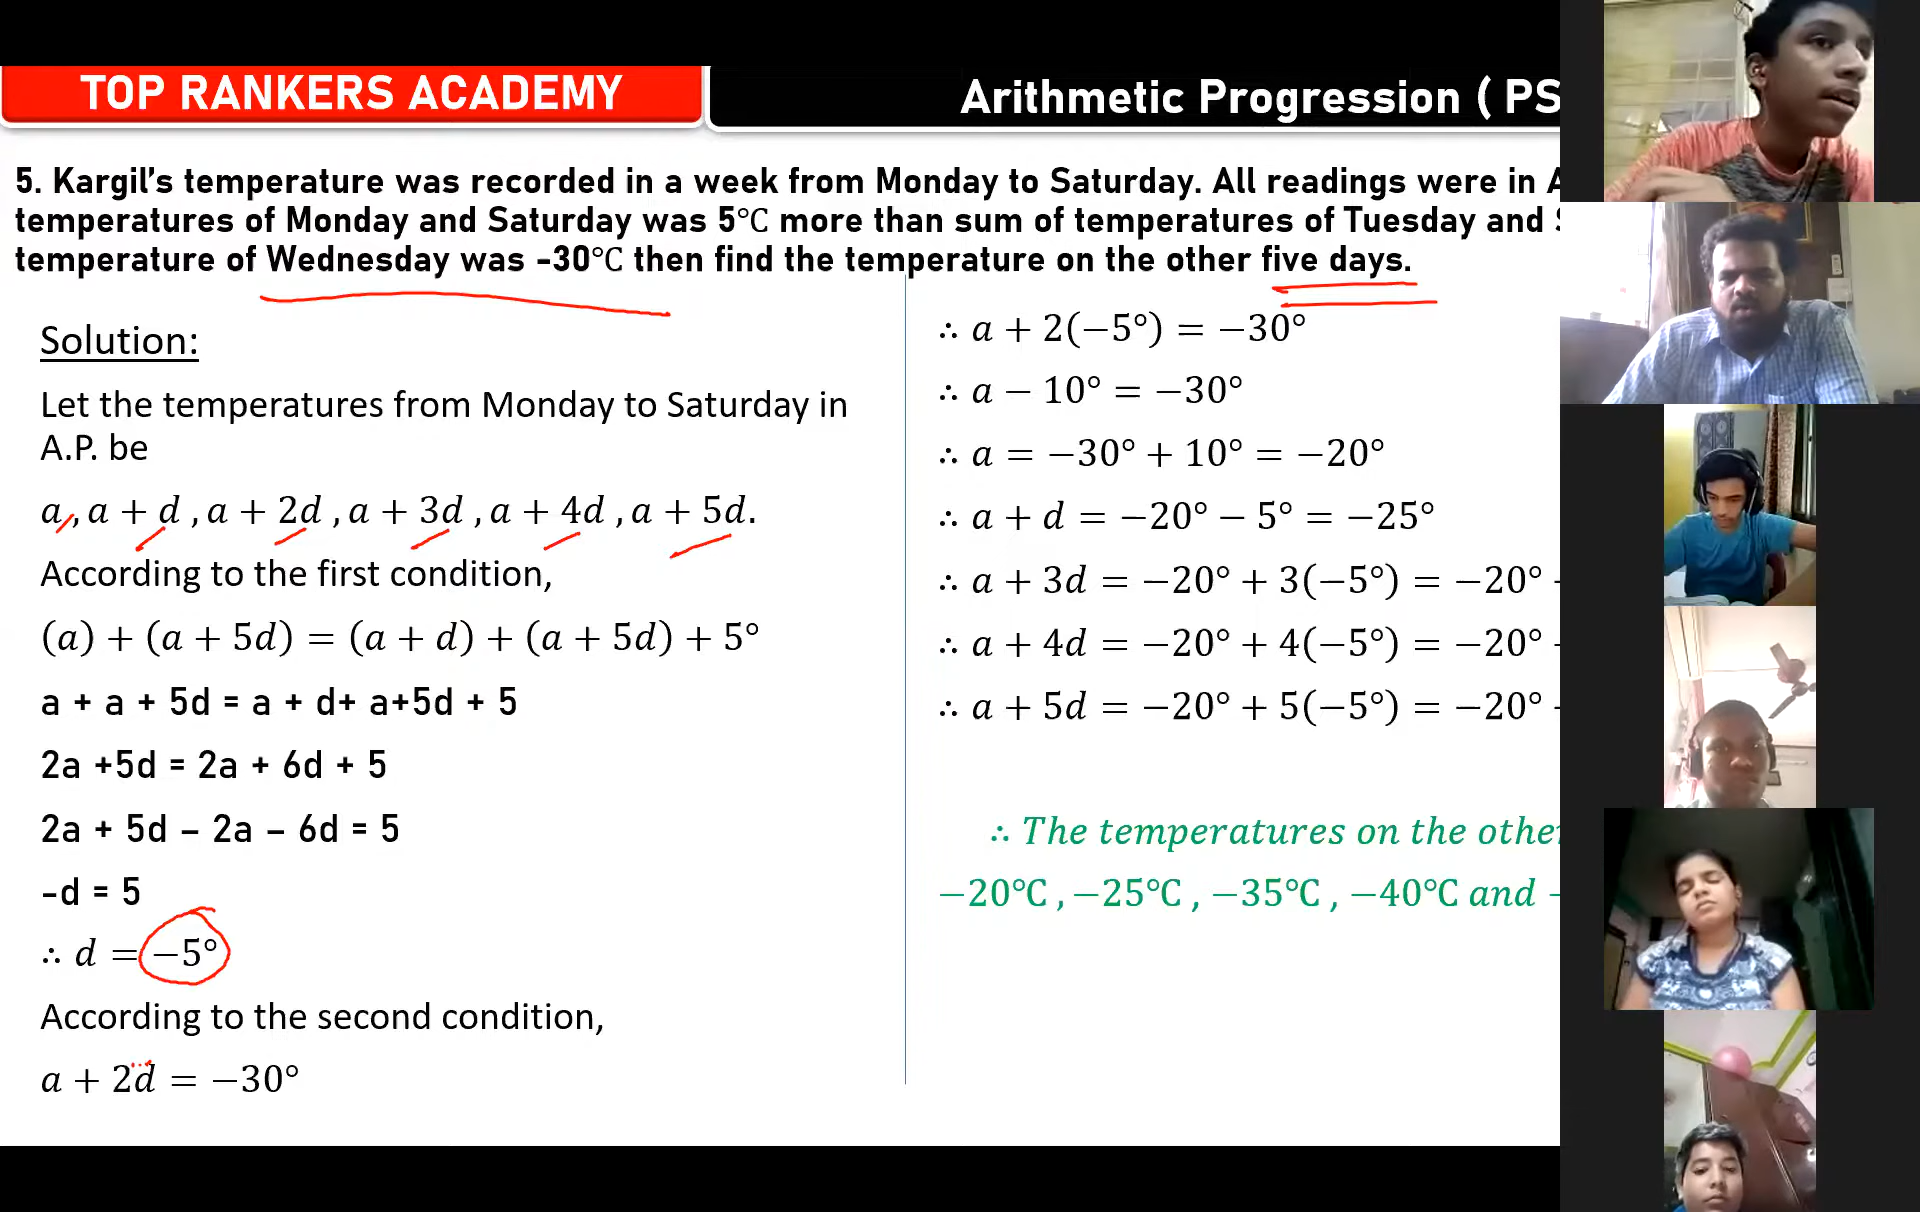 TOP RANKERS ACADEMY
Arithmetic Progression ( PS
5. Kargil's temperature was recorded in a week from Monday to Saturday. All readings were in A
temperatures of Monday and Saturday was 5°C more than sum of temperatures of Tuesday and S
temperature of Wednesday was -30°C then find the temperature on the other five days.
Solution:
Let the temperatures from Monday to Saturday in
A.P. be
a, a + d , a + 2d , a + 3d , a + 4d , a + 5d.
According to the first condition,
(a) + (a + 5d) = (a + d) + (a + 5d) + 5°
a + a + 5d = a + d+ a+5d + 5
2a +5d = 2a + 6d + 5
2a + 5d – 2a – 6d = 5
-d = 5
∴ d = −5°
According to the second condition,
a + 2d = −30°
∴ a + 2(−5°) = −30°
∴ a − 10° = −30°
∴ a = −30° + 10° = −20°
∴ a + d = −20° − 5° = −25°
∴ a + 3d = −20° + 3(−5°) = −20° -
∴ a + 4d = −20° + 4(−5°) = −20° -
∴ a + 5d = −20° + 5(−5°) = −20° -
∴ The temperatures on the other
−20°C , −25°C , −35°C , −40°C and −